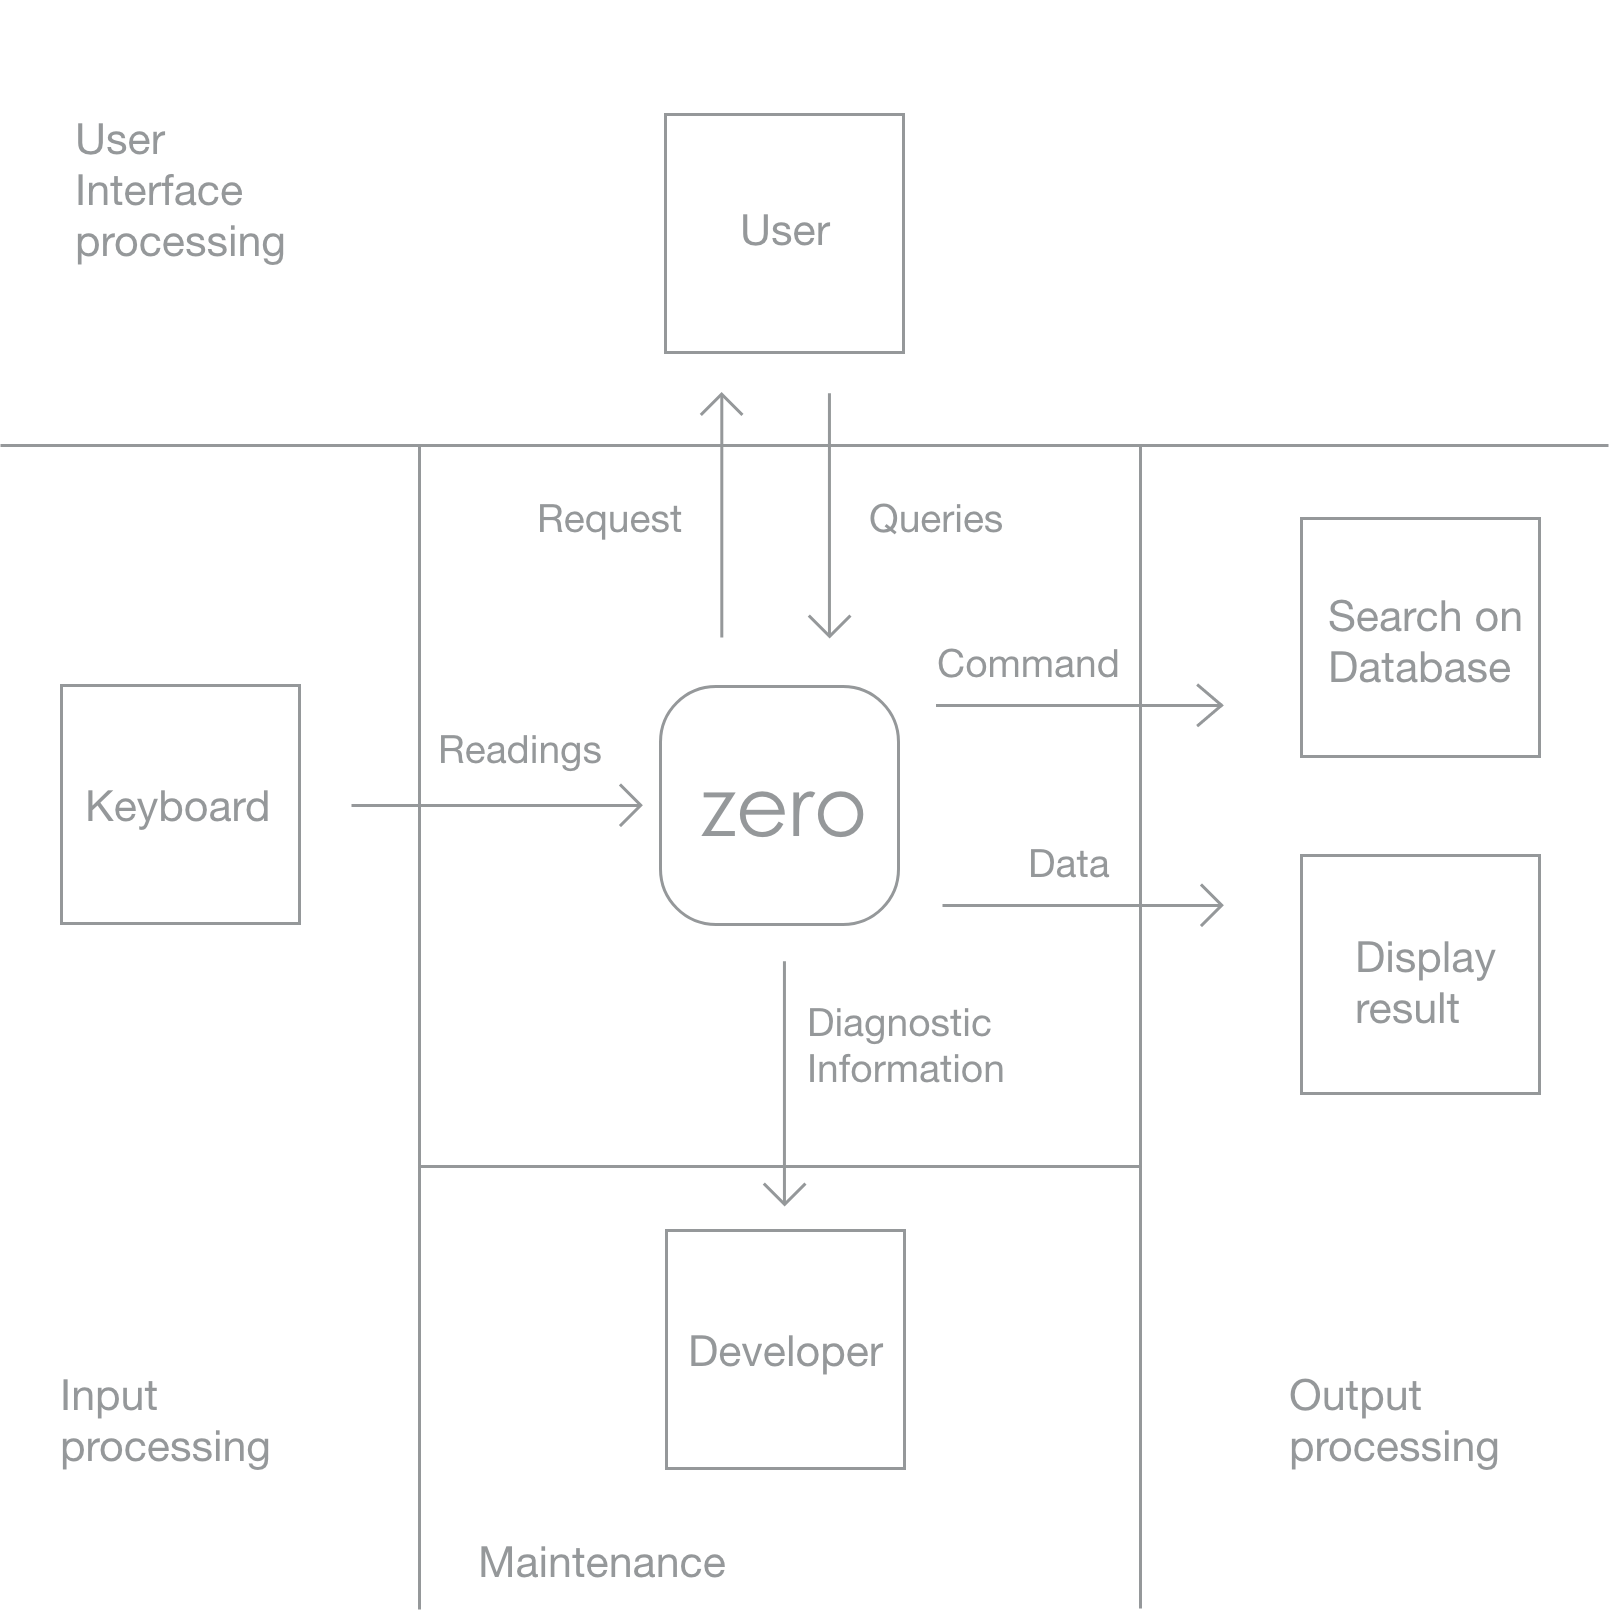 User
Interface
processing
User
Request
Queries
Command
Search on
Database
Readings
Keyboard
zero
Data
Display
result
Diagnostic
Information
Developer
Input
processing
Output
processing
Maintenance